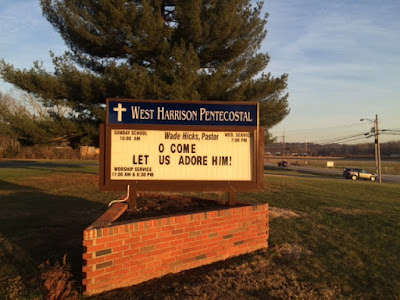 West Harrison Pentecostal
SUNDAY SCHOOL
10:00 AM
Wade Hicks, Pastor
WED. SERVICE
7:00 PM
O COME
LET US ADORE HIM!
WORSHIP SERVICE
11:00 AM & 6:30 PM